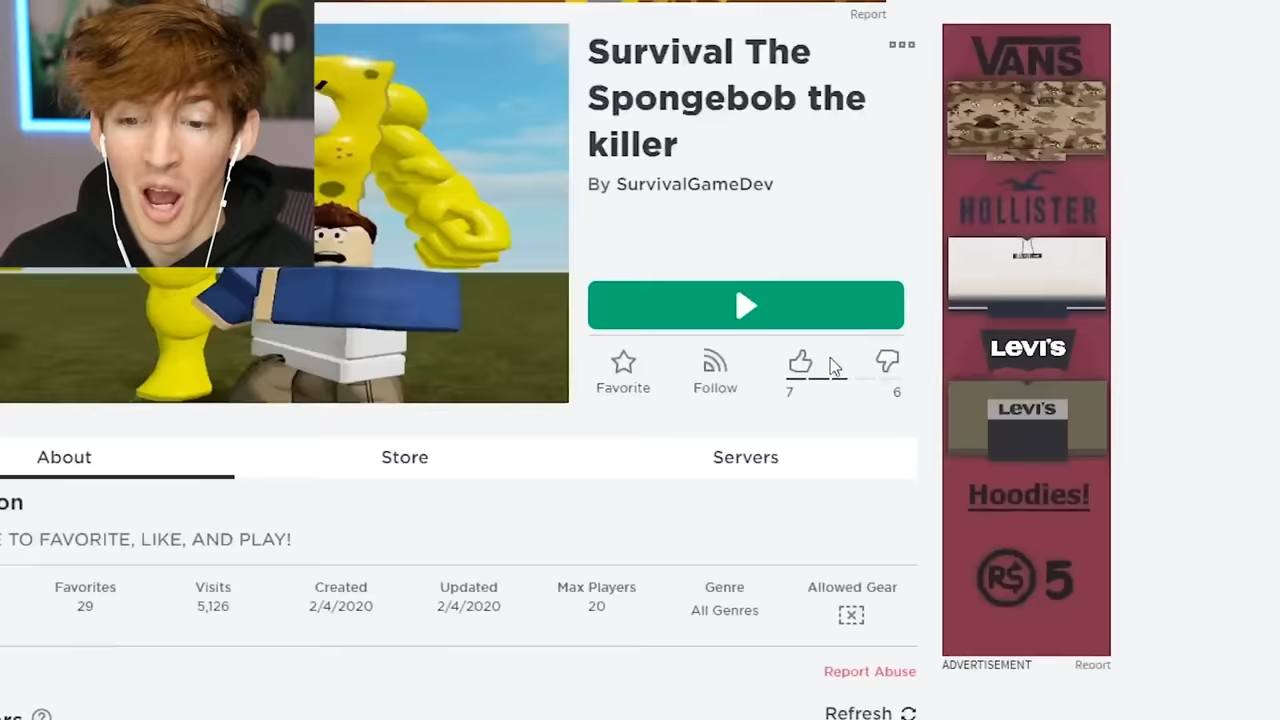 Report
Survival The
Spongebob the
killer
By SurvivalGameDev
Favorite
Follow
7
6
About
Store
Servers
on
E TO FAVORITE, LIKE, AND PLAY!
Favorites
Visits
Created
Updated
Max Players
Genre
Allowed Gear
29
5,126
2/4/2020
2/4/2020
20
All Genres
Report Abuse
ers ?
Refresh
VANS
HOLLISTER
LEVI'S
LEVI'S
Hoodies!
R$ 5
ADVERTISEMENT
Report